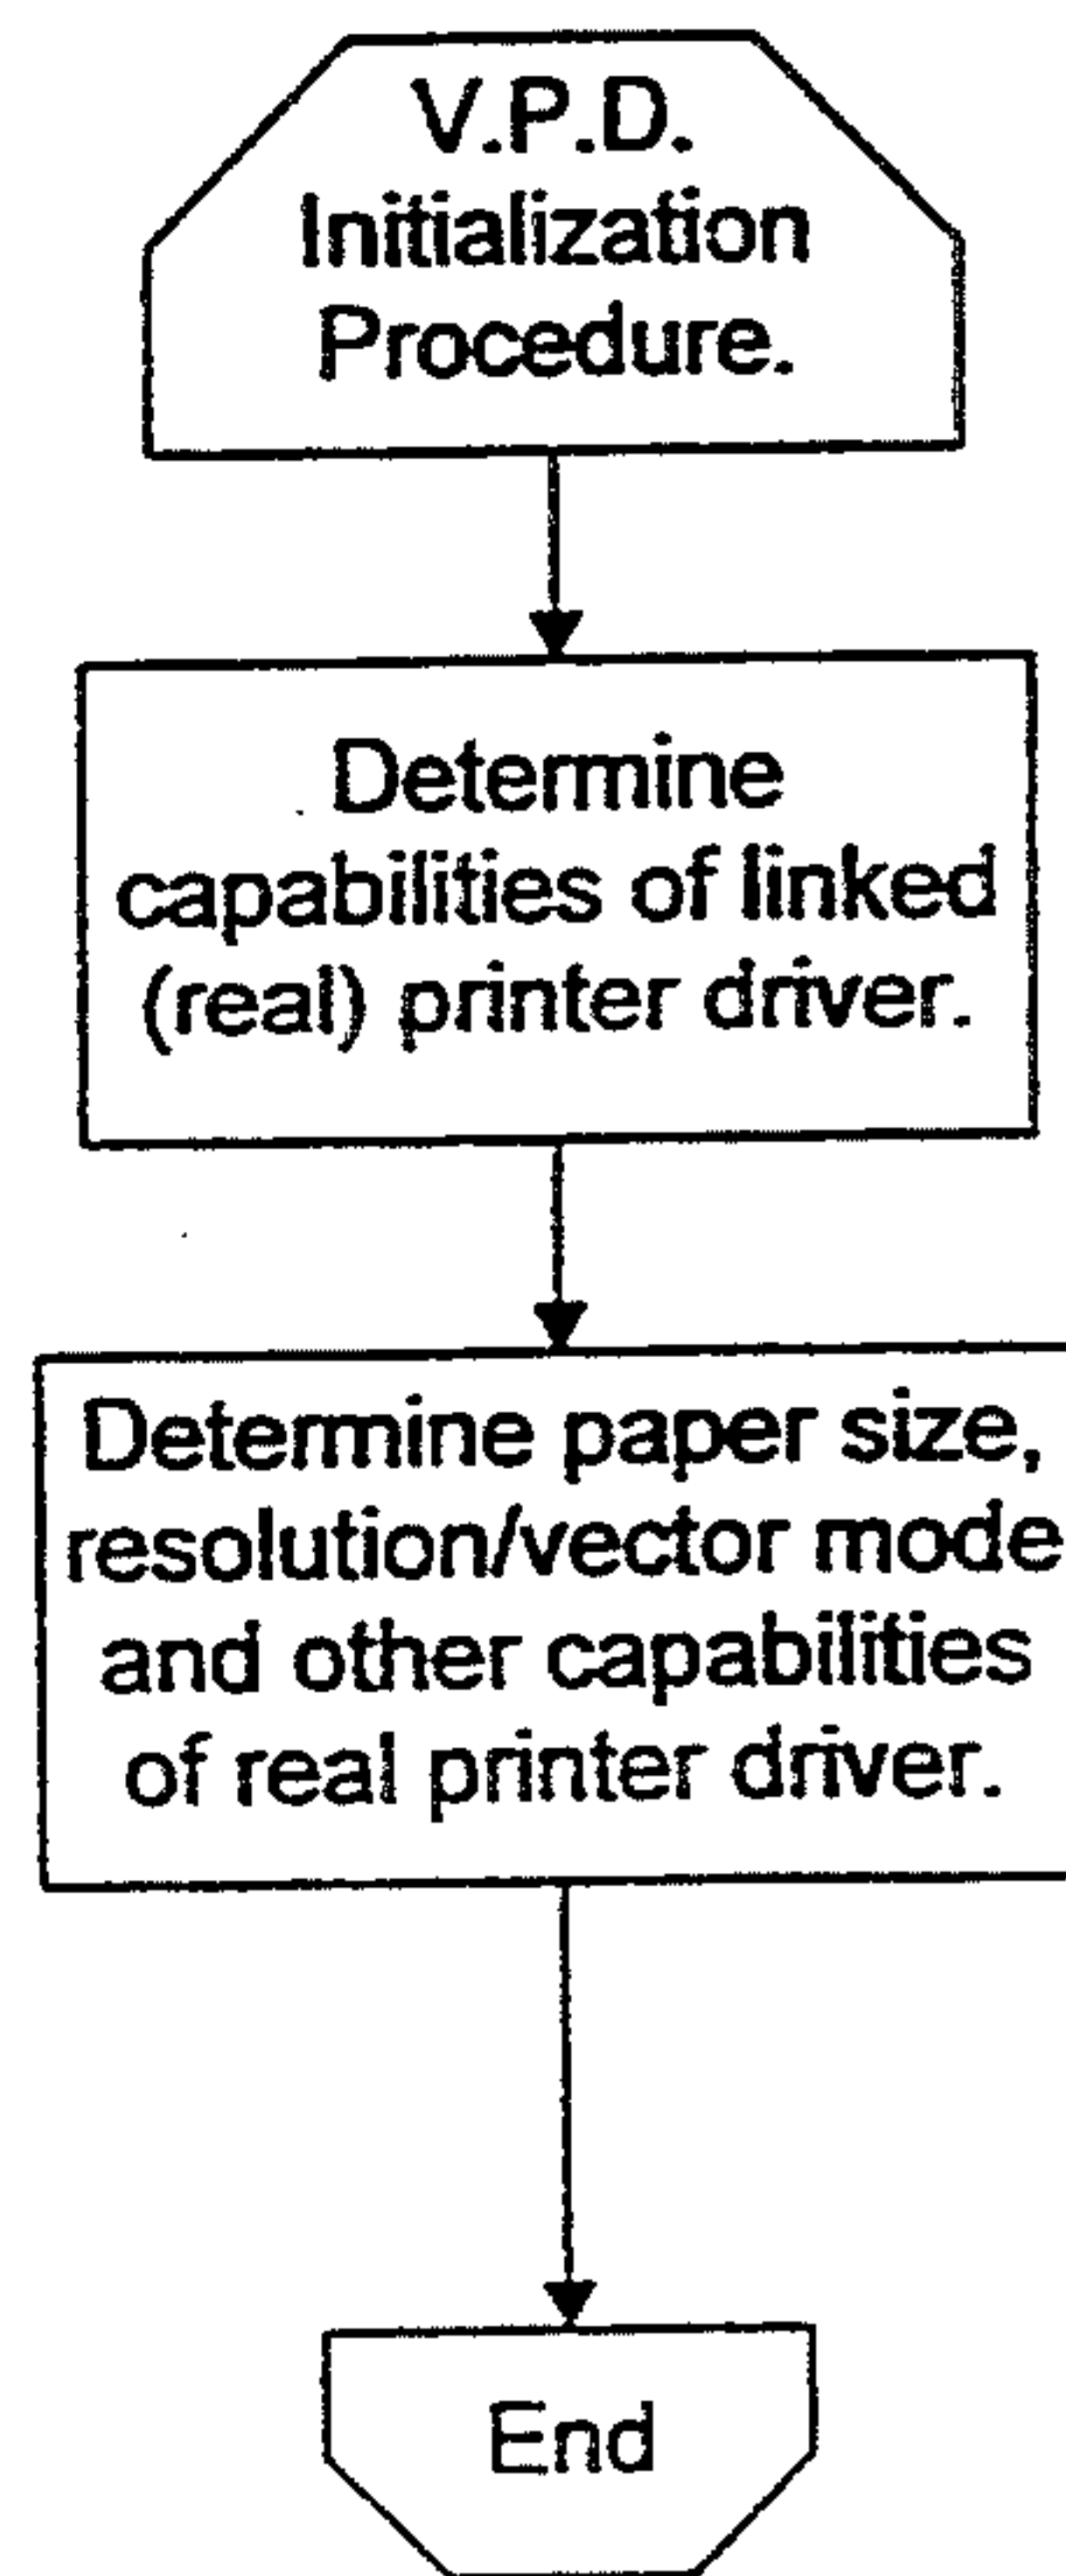 V.P.D.
Initialization
Procedure.
Determine
capabilities of linked
(real) printer driver.
Determine paper size,
resolution/vector mode
and other capabilities
of real printer driver.
End